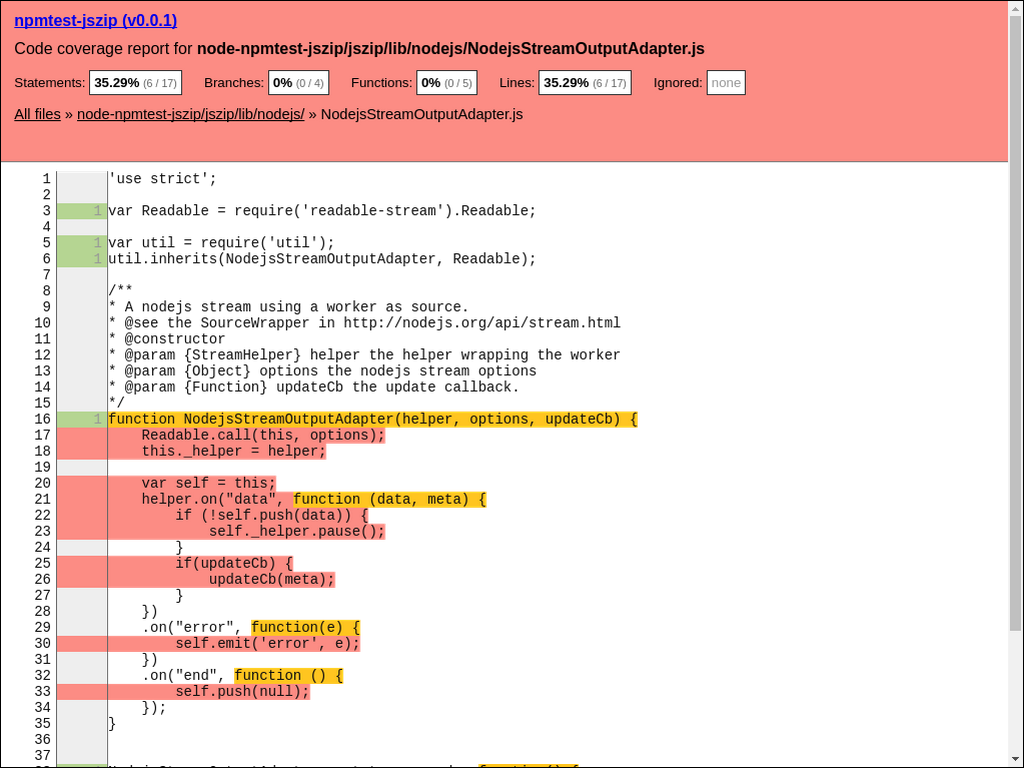 npmtest-jszip (v0.0.1)
Code coverage report for node-npmtest-jszip/jszip/lib/nodejs/NodejsStreamOutputAdapter.js
Statements: 35.29% (6 / 17) Branches: 0% (0 / 4) Functions: 0% (0 / 5) Lines: 35.29% (6 / 17) Ignored: none
All files » node-npmtest-jszip/jszip/lib/nodejs/ » NodejsStreamOutputAdapter.js
1 'use strict';
2
3 1 var Readable = require('readable-stream').Readable;
4
5 1 var util = require('util');
6 1 util.inherits(NodejsStreamOutputAdapter, Readable);
7
8 /**
9 * A nodejs stream using a worker as source.
10 * @see the SourceWrapper in http://nodejs.org/api/stream.html
11 * @constructor
12 * @param {StreamHelper} helper the helper wrapping the worker
13 * @param {Object} options the nodejs stream options
14 * @param {Function} updateCb the update callback.
15 */
16 1 function NodejsStreamOutputAdapter(helper, options, updateCb) {
17     Readable.call(this, options);
18     this._helper = helper;
19
20     var self = this;
21     helper.on("data", function (data, meta) {
22         if (!self.push(data)) {
23             self._helper.pause();
24         }
25         if(updateCb) {
26             updateCb(meta);
27         }
28     })
29     .on("error", function(e) {
30         self.emit('error', e);
31     })
32     .on("end", function () {
33         self.push(null);
34     });
35 }
36
37